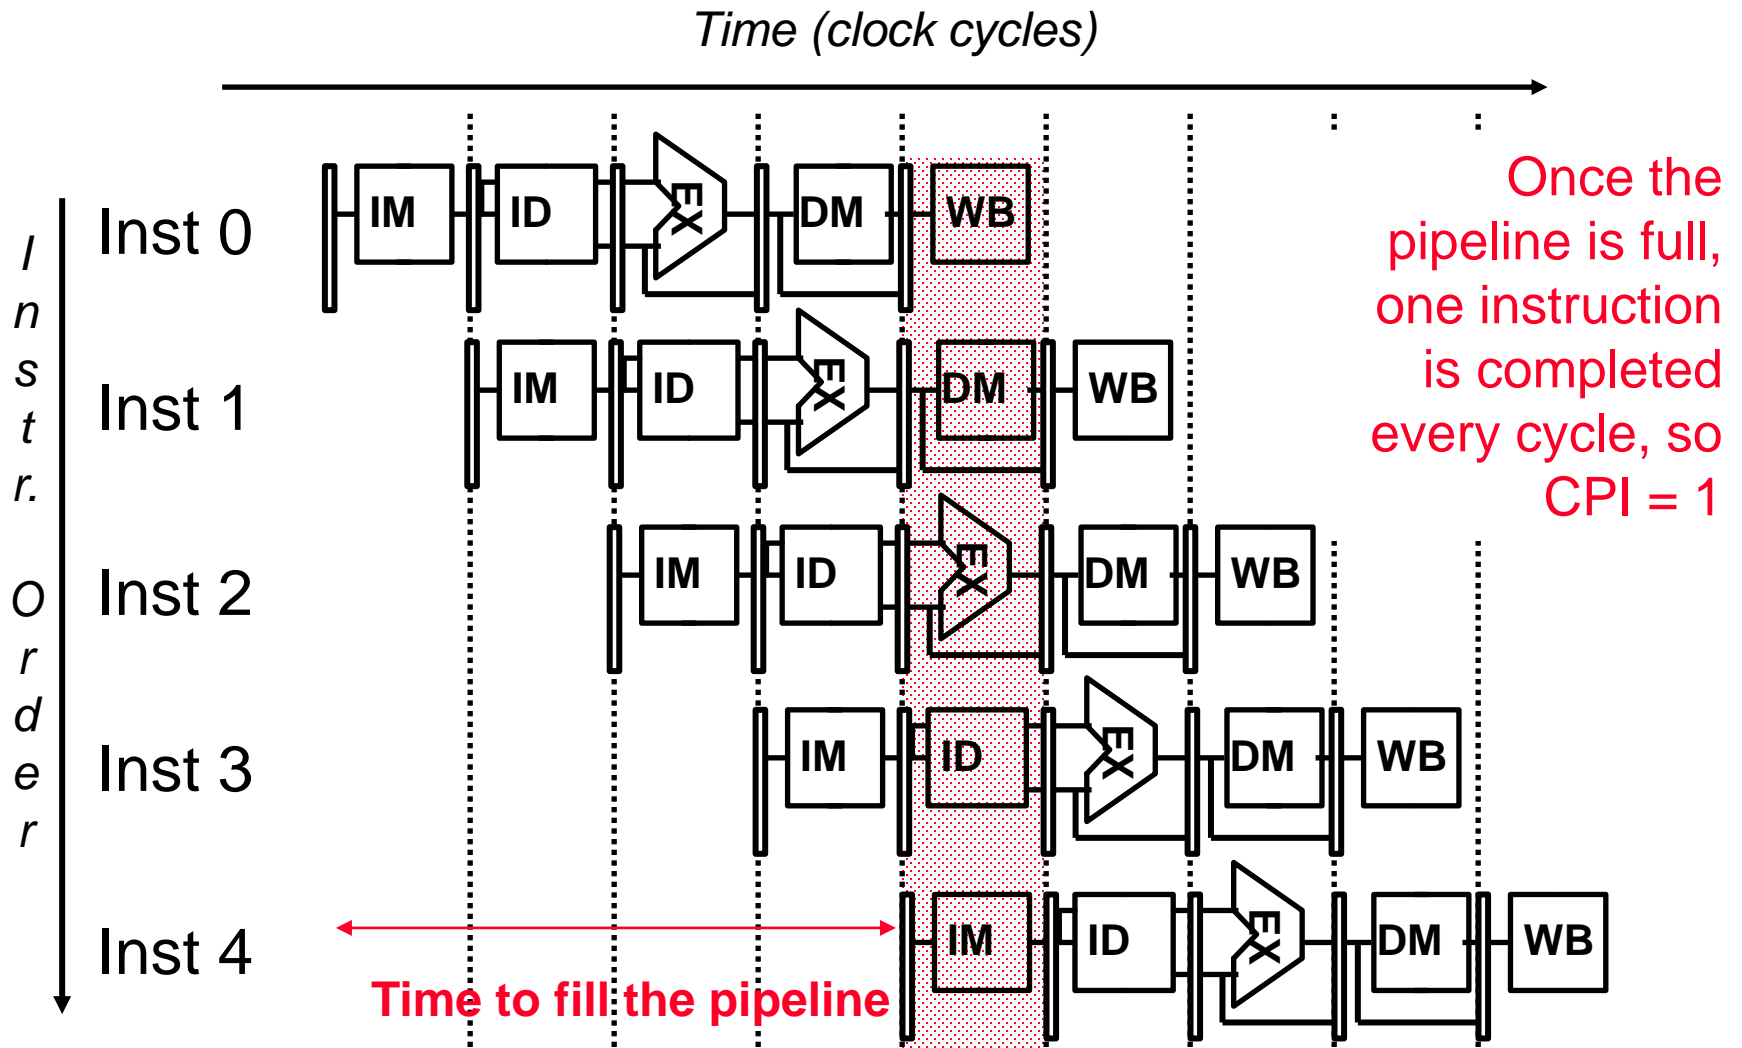 Time (clock cycles)
Instr. Order
Inst 0
IM ID EX DM WB
Inst 1
IM ID EX DM WB
Inst 2
IM ID EX DM WB
Inst 3
IM ID EX DM WB
Inst 4
IM ID EX DM WB
Time to fill the pipeline
Once the
pipeline is full,
one instruction
is completed
every cycle, so
CPI = 1